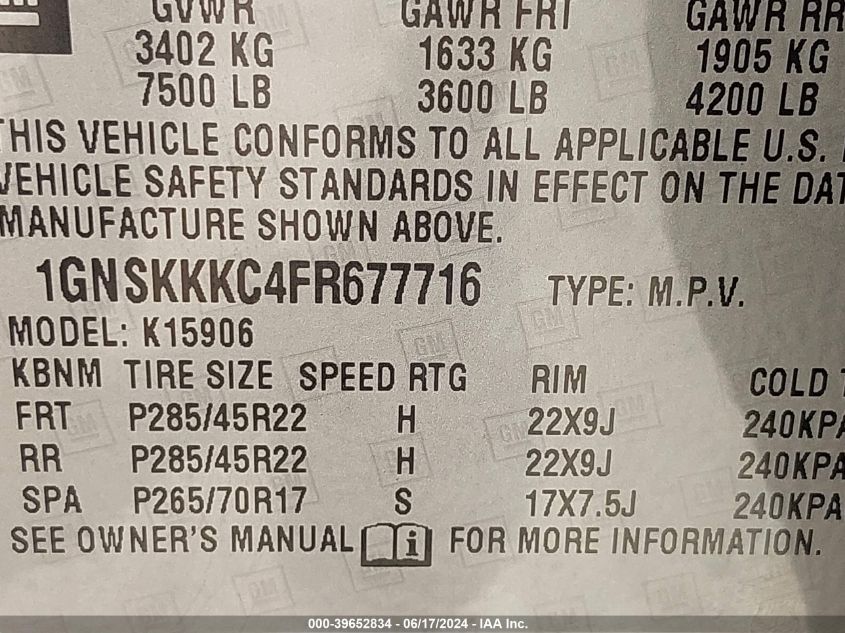 GVWR GAWR FRT GAWR RR
3402 KG 1633 KG 1905 KG
7500 LB 3600 LB 4200 LB
THIS VEHICLE CONFORMS TO ALL APPLICABLE U.S.
VEHICLE SAFETY STANDARDS IN EFFECT ON THE DAT
MANUFACTURE SHOWN ABOVE.
1GNSKKKC4FR677716 TYPE: M.P.V.
MODEL: K15906
KBNM TIRE SIZE SPEED RTG RIM COLD T
FRT P285/45R22 H 22X9J 240KPA
RR P285/45R22 H 22X9J 240KPA
SPA P265/70R17 S 17X7.5J 240KPA
SEE OWNER'S MANUAL i FOR MORE INFORMATION.
000-39652834 - 06/17/2024 - IAA Inc.